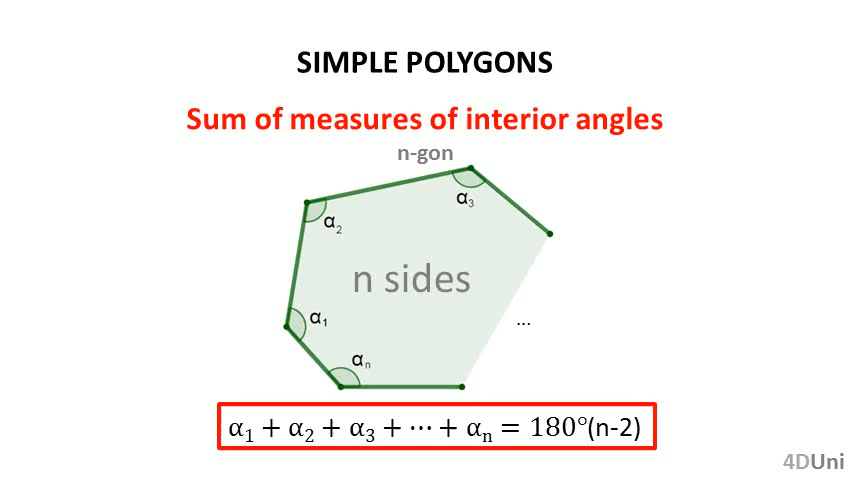 SIMPLE POLYGONS
Sum of measures of interior angles
n-gon
α₃
α₂
n sides
α₁
...
αₙ
α₁ + α₂ + α₃ + ⋯ + αₙ = 180°(n-2)
4DUni